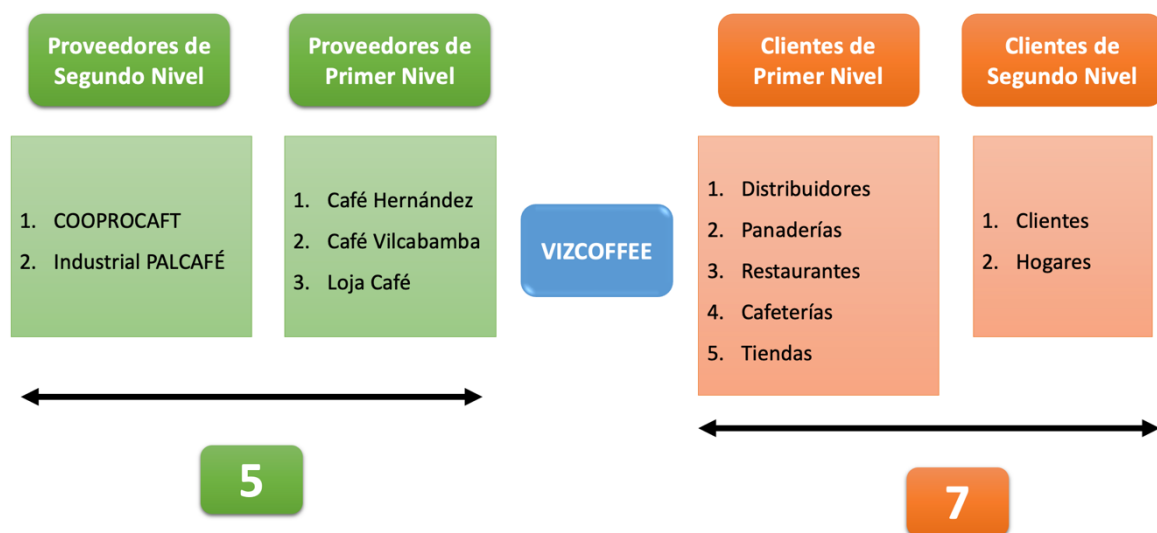 Proveedores de
Segundo Nivel
Proveedores de
Primer Nivel
Clientes de
Primer Nivel
Clientes de
Segundo Nivel
1. COOPROCAFT
2. Industrial PALCAFÉ
1. Café Hernández
2. Café Vilcabamba
3. Loja Café
VIZCOFFEE
1. Distribuidores
2. Panaderías
3. Restaurantes
4. Cafeterías
5. Tiendas
1. Clientes
2. Hogares
5
7